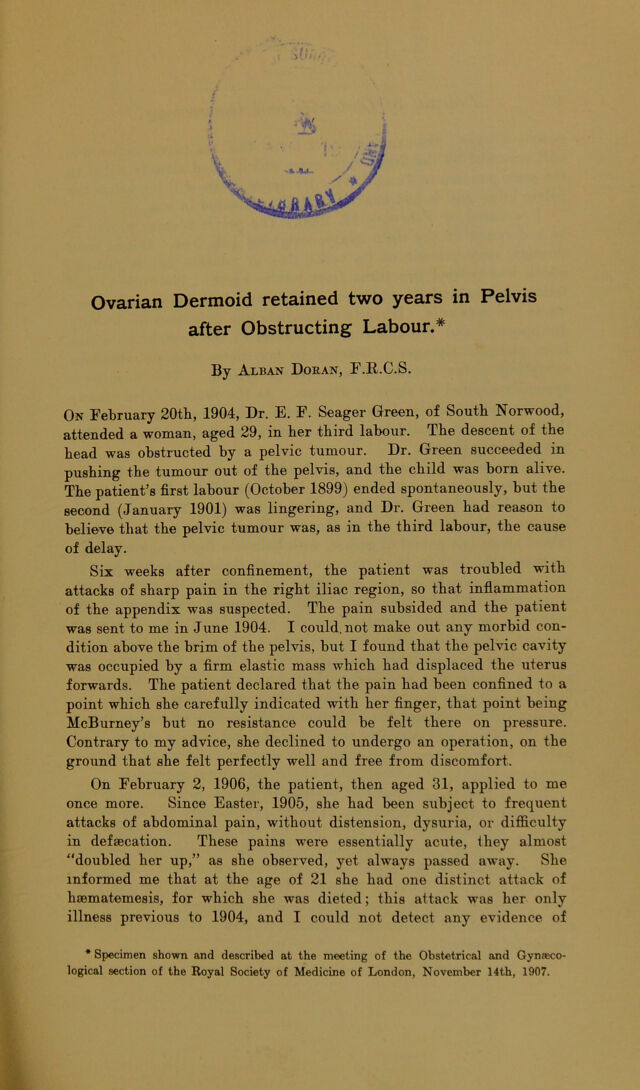 LIBRARY *
Ovarian Dermoid retained two years in Pelvis
after Obstructing Labour.*
By Alban Doran, F.R.C.S.
On February 20th, 1904, Dr. E. F. Seager Green, of South Norwood,
attended a woman, aged 29, in her third labour. The descent of the
head was obstructed by a pelvic tumour. Dr. Green succeeded in
pushing the tumour out of the pelvis, and the child was born alive.
The patient's first labour (October 1899) ended spontaneously, but the
second (January 1901) was lingering, and Dr. Green had reason to
believe that the pelvic tumour was, as in the third labour, the cause
of delay.
Six weeks after confinement, the patient was troubled with
attacks of sharp pain in the right iliac region, so that inflammation
of the appendix was suspected. The pain subsided and the patient
was sent to me in June 1904. I could not make out any morbid con-
dition above the brim of the pelvis, but I found that the pelvic cavity
was occupied by a firm elastic mass which had displaced the uterus
forwards. The patient declared that the pain had been confined to a
point which she carefully indicated with her finger, that point being
McBurney's but no resistance could be felt there on pressure.
Contrary to my advice, she declined to undergo an operation, on the
ground that she felt perfectly well and free from discomfort.
On February 2, 1906, the patient, then aged 31, applied to me
once more. Since Easter, 1905, she had been subject to frequent
attacks of abdominal pain, without distension, dysuria, or difficulty
in defæcation. These pains were essentially acute, they almost
"doubled her up," as she observed, yet always passed away. She
informed me that at the age of 21 she had one distinct attack of
hæmatemesis, for which she was dieted; this attack was her only
illness previous to 1904, and I could not detect any evidence of
* Specimen shown and described at the meeting of the Obstetrical and Gynæco-
logical section of the Royal Society of Medicine of London, November 14th, 1907.